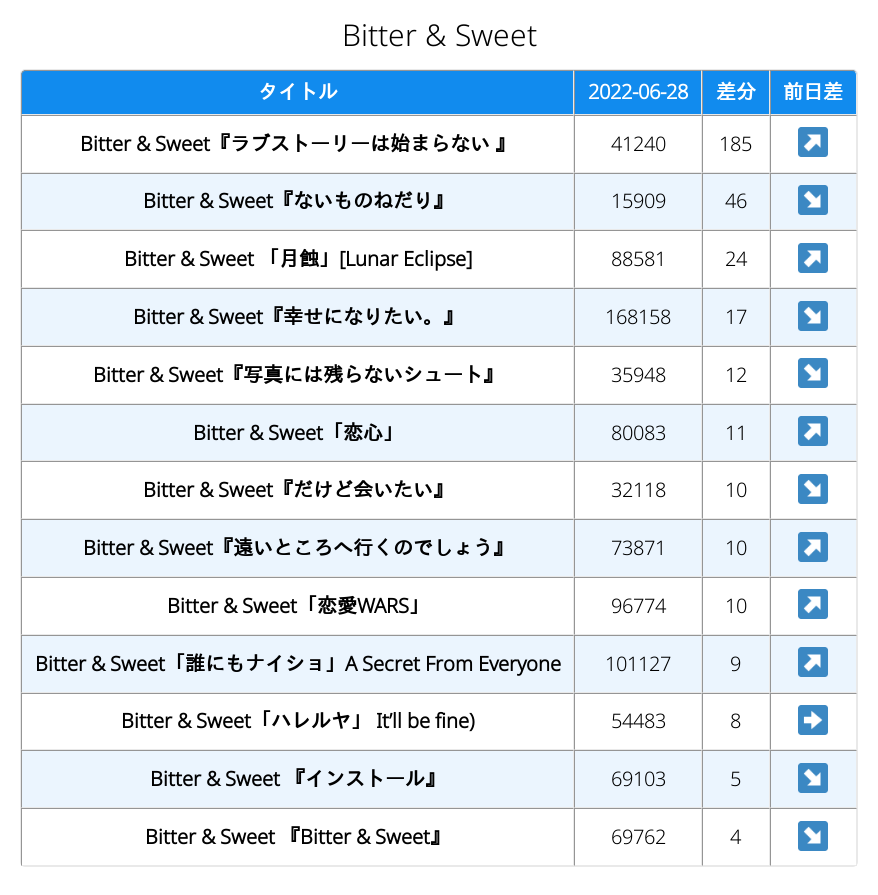 Bitter & Sweet
タイトル 2022-06-28 差分 前日差
Bitter & Sweet『ラブストーリーは始まらない 』 41240 185 ↗
Bitter & Sweet『ないものねだり』 15909 46 ↘
Bitter & Sweet 「月蝕」[Lunar Eclipse] 88581 24 ↗
Bitter & Sweet『幸せになりたい。』 168158 17 ↘
Bitter & Sweet『写真には残らないシュート』 35948 12 ↘
Bitter & Sweet「恋心」 80083 11 ↗
Bitter & Sweet『だけど会いたい』 32118 10 ↘
Bitter & Sweet『遠いところへ行くのでしょう』 73871 10 ↗
Bitter & Sweet「恋愛WARS」 96774 10 ↗
Bitter & Sweet「誰にもナイショ」A Secret From Everyone 101127 9 ↗
Bitter & Sweet「ハレルヤ」 It’ll be fine) 54483 8 ➡
Bitter & Sweet 『インストール』 69103 5 ↘
Bitter & Sweet 『Bitter & Sweet』 69762 4 ↘